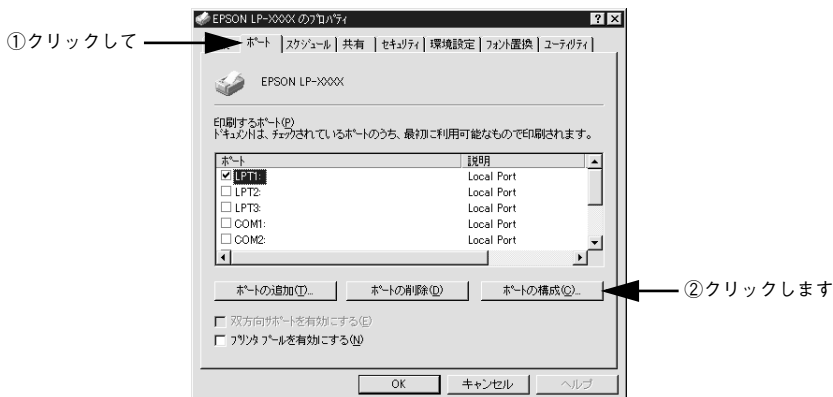 EPSON LP-XXXX のプロパティ
①クリックして
ポート スケジュール 共有 セキュリティ 環境設定 フォント置換 ユーティリティ
EPSON LP-XXXX
印刷するポート(P)
ドキュメントは、チェックされているポートのうち、最初に利用可能なもので印刷されます。
ポート 説明
LPT1: Local Port
LPT2: Local Port
LPT3: Local Port
COM1: Local Port
COM2: Local Port
ポートの追加(T)... ポートの削除(D) ポートの構成(C)...
②クリックします
双方向サポートを有効にする(E)
プリンタ プールを有効にする(N)
OK キャンセル ヘルプ